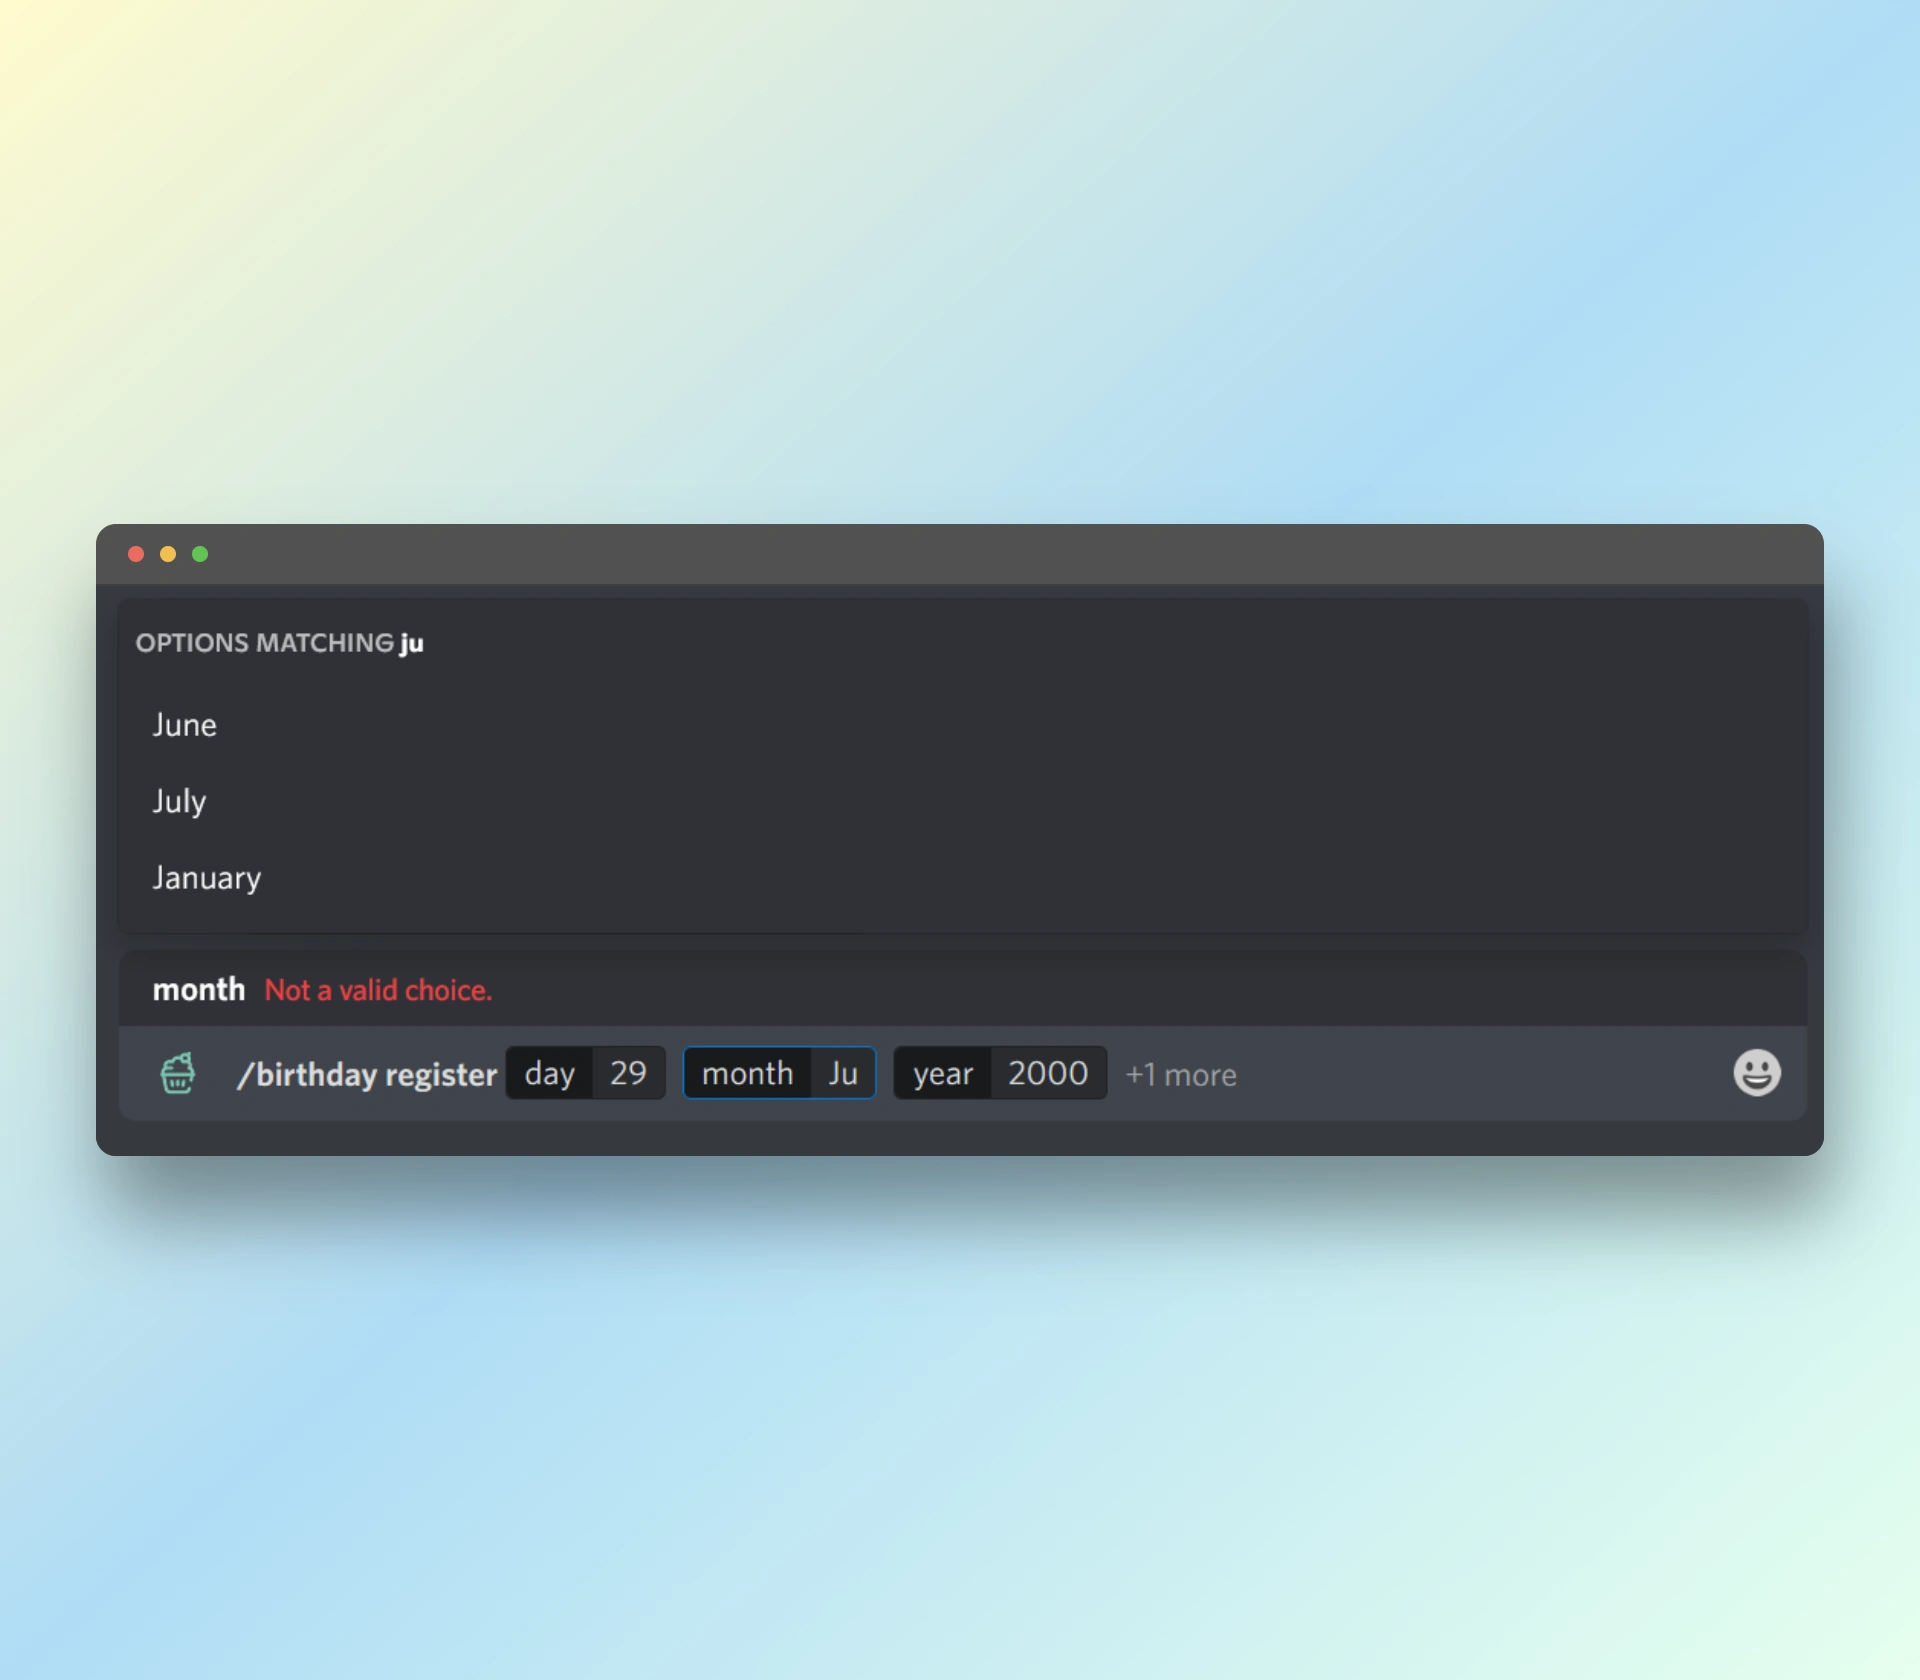 OPTIONS MATCHING ju
June
July
January
month Not a valid choice.
/birthday register day 29 month Ju year 2000 +1 more